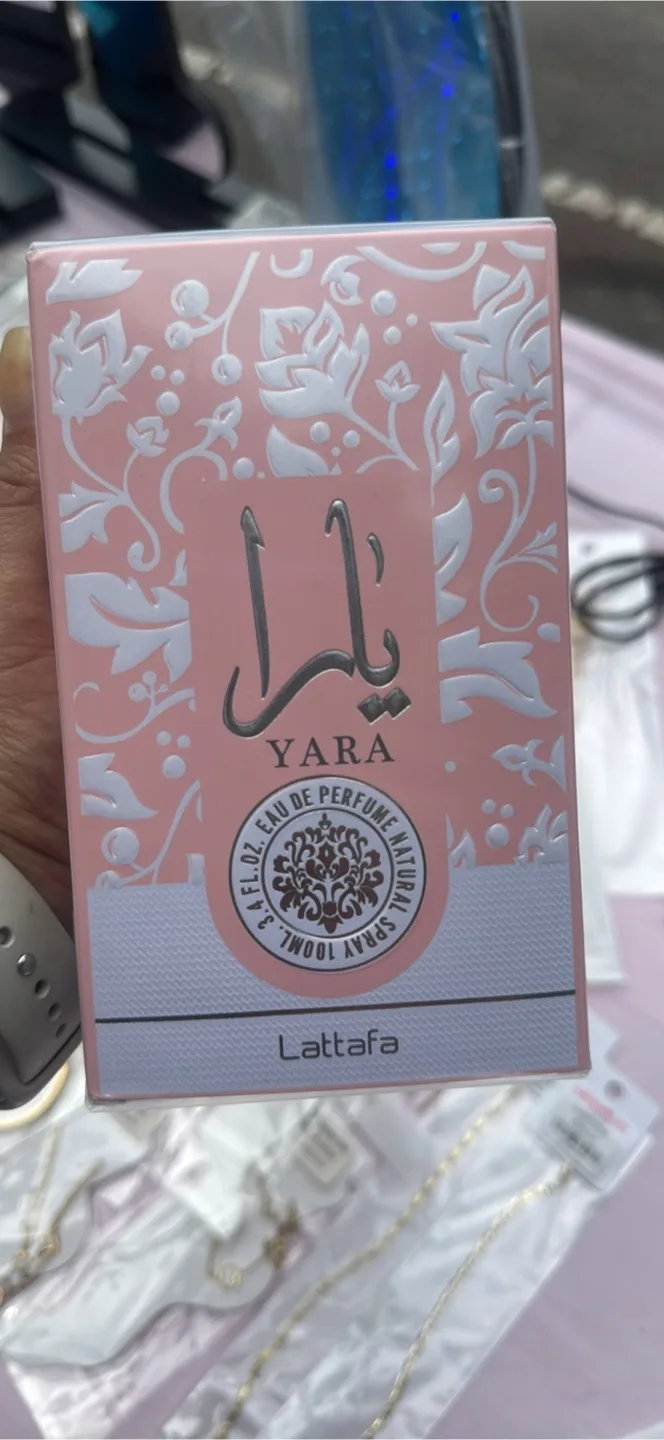 يارا
YARA
EAU DE PERFUME NATURAL SPRAY 100ML. 3.4 FL.OZ.
Lattafa